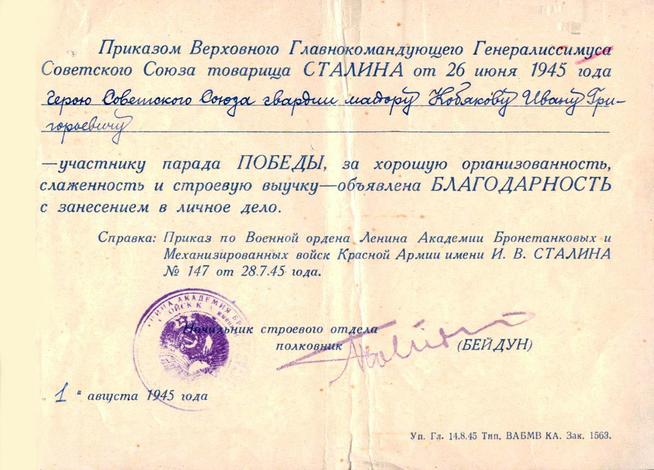 Приказом Верховного Главнокомандующего Генералиссимуса
Советского Союза товарища СТАЛИНА от 26 июня 1945 года
Герою Советского Союза гвардии майору Кобякову Ивану Гри-
горьевичу
—участнику парада ПОБЕДЫ, за хорошую организованность,
слаженность и строевую выучку—объявлена БЛАГОДАРНОСТЬ
с занесением в личное дело.
Справка: Приказ по Военной ордена Ленина Академии Бронетанковых и
Механизированных войск Красной Армии имени И. В. СТАЛИНА
№ 147 от 28.7.45 года.
АКАДЕМИЯ
Начальник строевого отдела
полковник (БЕЙДУН)
„1" августа 1945 года
Уп. Гл. 14.8.45 Тип. ВАБМВ КА. Зак. 1563.